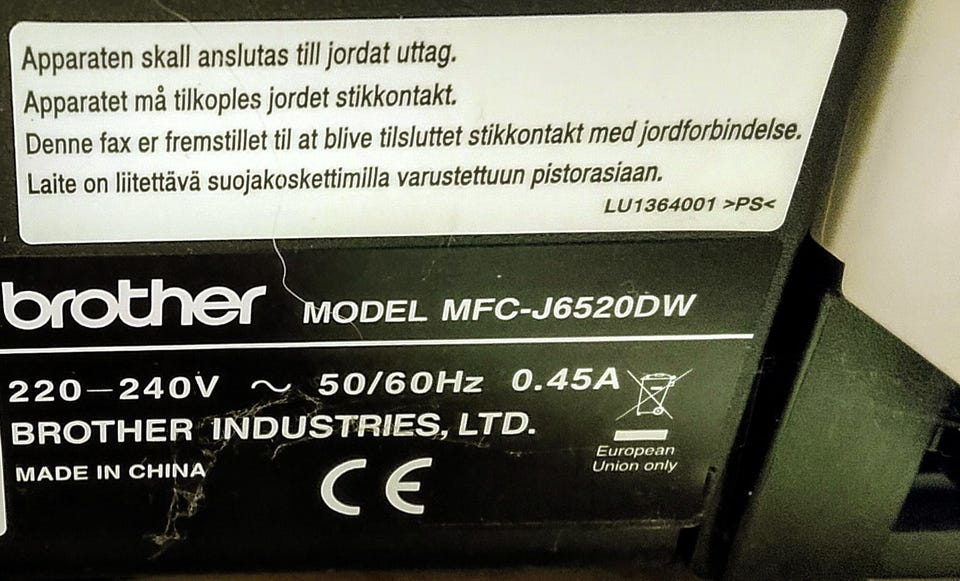 Apparaten skall anslutas till jordat uttag.
Apparatet må tilkoples jordet stikkontakt.
Denne fax er fremstillet til at blive tilsluttet stikkontakt med jordforbindelse.
Laite on liitettävä suojakoskettimilla varustettuun pistorasiaan.
LU1364001 >PS<
brother MODEL MFC-J6520DW
220–240V ~ 50/60Hz 0.45A
BROTHER INDUSTRIES, LTD.
MADE IN CHINA
CE
European
Union only